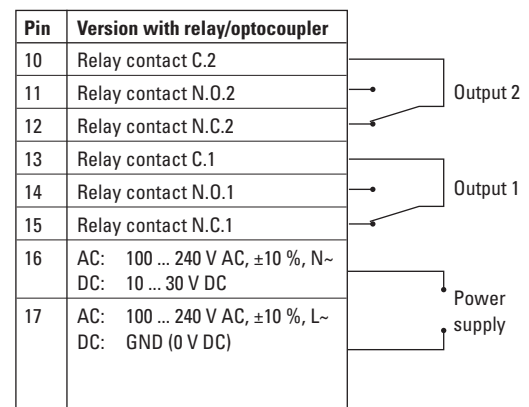 Pin Version with relay/optocoupler
10 Relay contact C.2
11 Relay contact N.O.2
12 Relay contact N.C.2
Output 2
13 Relay contact C.1
14 Relay contact N.O.1
15 Relay contact N.C.1
Output 1
16 AC: 100 ... 240 V AC, ±10 %, N~
DC: 10 ... 30 V DC
17 AC: 100 ... 240 V AC, ±10 %, L~
DC: GND (0 V DC)
Power
supply